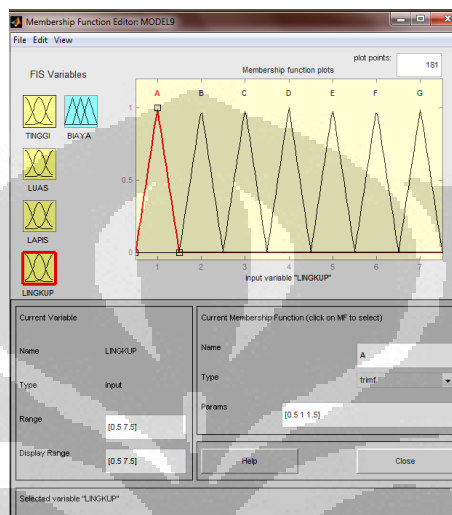 Membership Function Editor: MODEL9
File Edit View
FIS Variables
plot points: 181
Membership function plots
TINGGI BIAYA
LUAS
LAPIS
LINGKUP
A B C D E F G
1
0.5
0
1 2 3 4 5 6 7
input variable "LINGKUP"
Current Variable
Name LINGKUP
Type input
Range [0.5 7.5]
Display Range [0.5 7.5]
Current Membership Function (click on MF to select)
Name A
Type trimf
Params [0.5 1 1.5]
Help Close
Selected variable "LINGKUP"